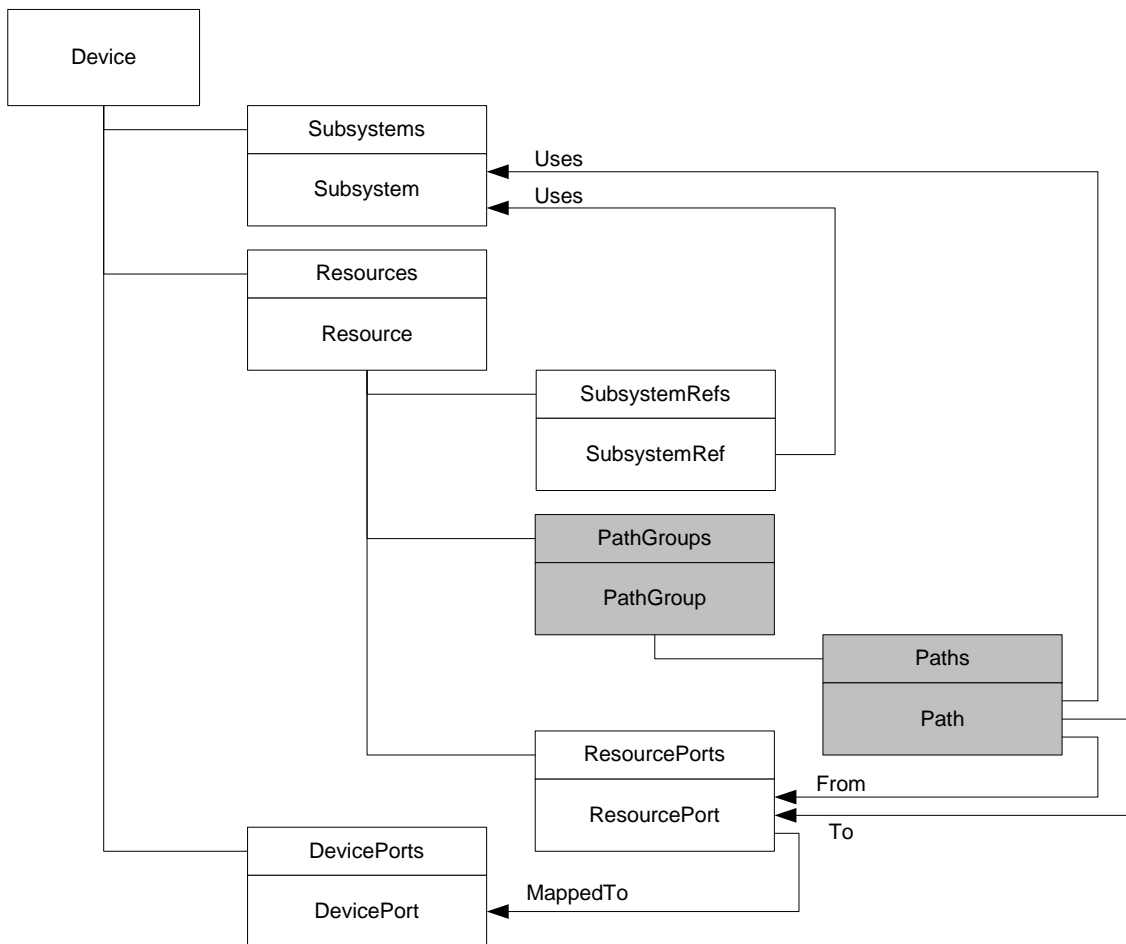 Device
Subsystems
Uses
Subsystem
Uses
Resources
Resource
SubsystemRefs
SubsystemRef
PathGroups
PathGroup
Paths
Path
ResourcePorts
From
ResourcePort
To
DevicePorts
MappedTo
DevicePort